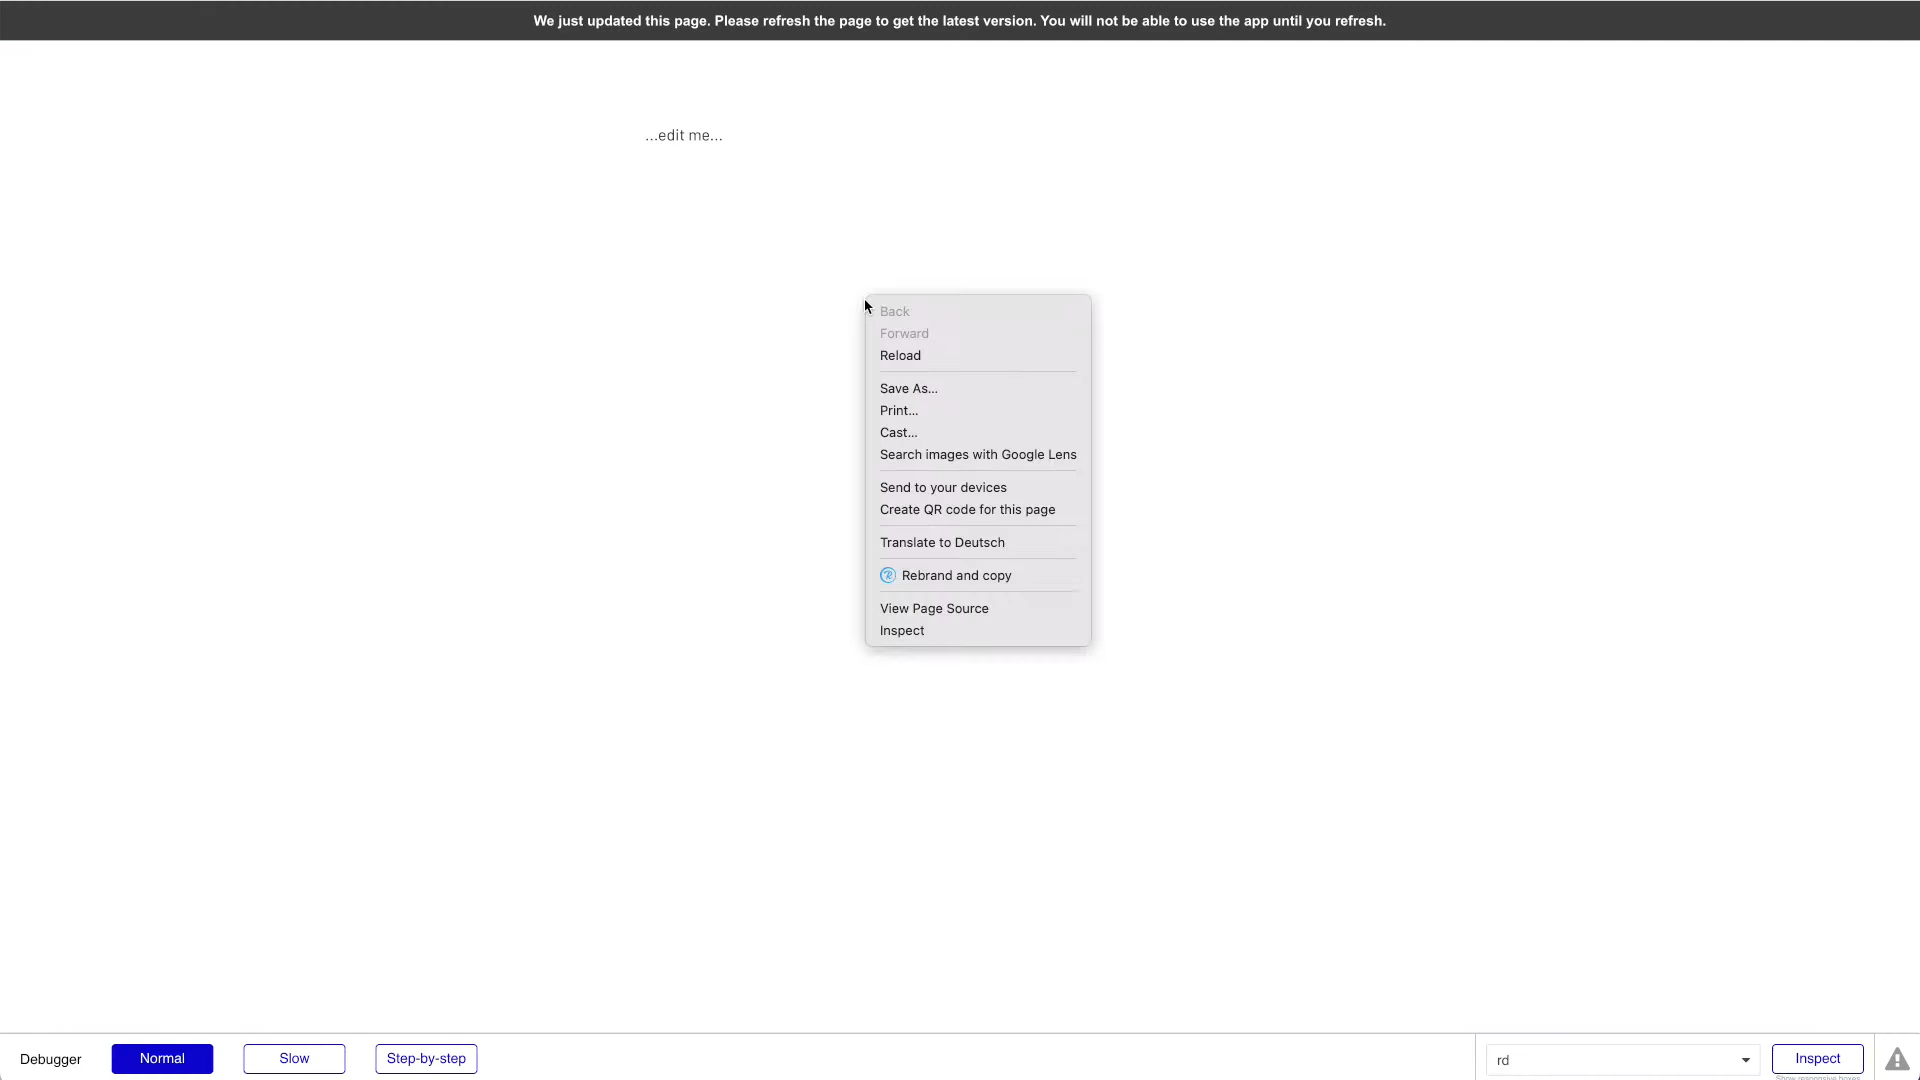 We just updated this page. Please refresh the page to get the latest version. You will not be able to use the app until you refresh.
...edit me...
Back
Forward
Reload
Save As...
Print...
Cast...
Search images with Google Lens
Send to your devices
Create QR code for this page
Translate to Deutsch
Rebrand and copy
View Page Source
Inspect
Debugger
Normal
Slow
Step-by-step
rd
Inspect
Show responsive boxes